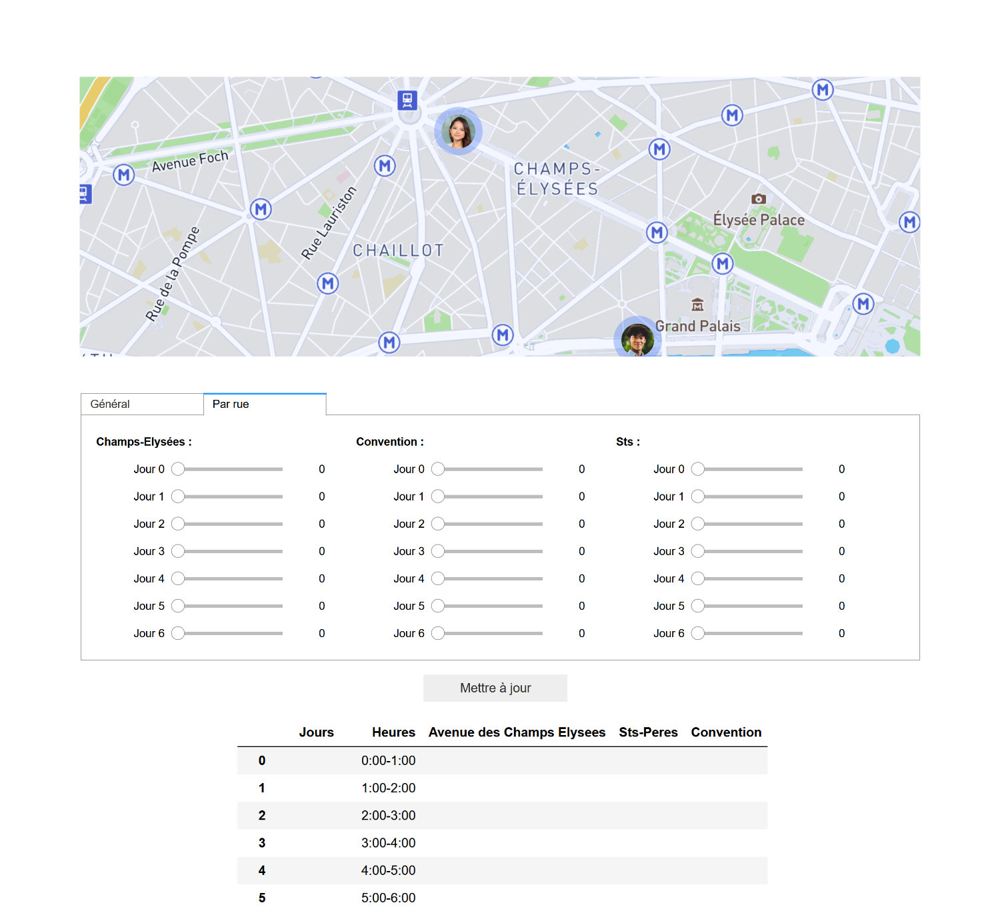 Avenue Foch
CHAMPS-
ÉLYSÉES
Rue Lauriston
Élysée Palace
CHAILLOT
Rue de la Pompe
Grand Palais
Général
Par rue
Champs-Elysées : Convention : Sts :
Jour 0 0 Jour 0 0 Jour 0 0
Jour 1 0 Jour 1 0 Jour 1 0
Jour 2 0 Jour 2 0 Jour 2 0
Jour 3 0 Jour 3 0 Jour 3 0
Jour 4 0 Jour 4 0 Jour 4 0
Jour 5 0 Jour 5 0 Jour 5 0
Jour 6 0 Jour 6 0 Jour 6 0
Mettre à jour
Jours Heures Avenue des Champs Elysees Sts-Peres Convention
0 0:00-1:00
1 1:00-2:00
2 2:00-3:00
3 3:00-4:00
4 4:00-5:00
5 5:00-6:00